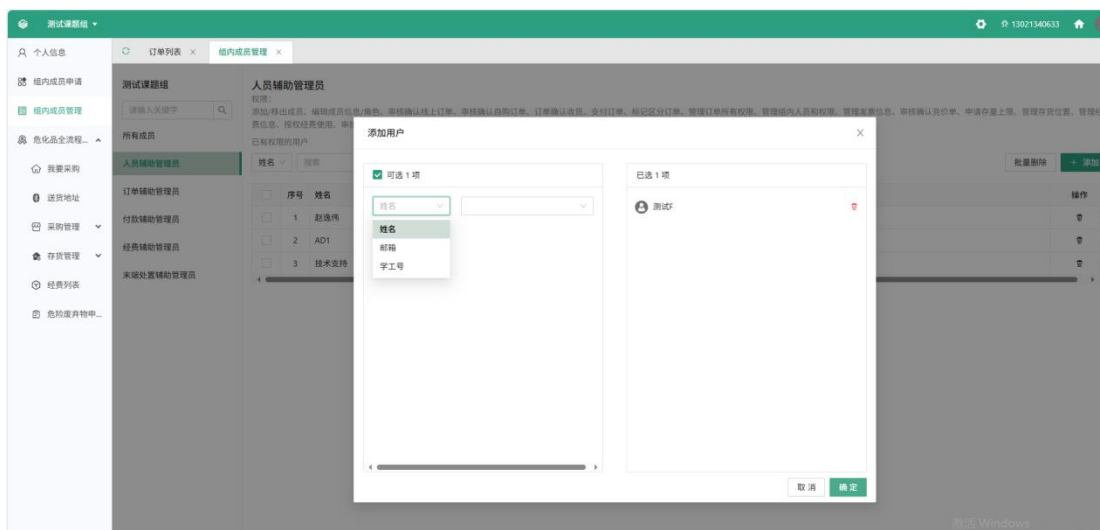 测试课题组
13021340633
个人信息
组内成员申请
组内成员管理
危化品全流程...
我要采购
送货地址
采购管理
存货管理
经费列表
危险废弃物申...
订单列表 ×
组内成员管理 ×
测试课题组
请输入关键字
所有成员
人员辅助管理员
订单辅助管理员
付款辅助管理员
经费辅助管理员
末端处置辅助管理员
人员辅助管理员
权限：
添加/移出成员、编辑成员信息/角色、审核确认线上订单、审核确认自购订单、订单确认收货、支付订单、标记区分订单、管理订单所有权限、管理组内人员和权限、管理发票信息、审核确认竞价单、申请存量上限、管理存货位置、管理经
费信息、授权经费使用、审核
已有权限的用户
姓名
搜索
批量删除
+ 添加
序号 姓名 操作
1 赵逸伟
2 AD1
3 技术支持
添加用户 ×
可选 1 项
姓名
姓名
邮箱
学工号
已选 1 项
测试F
取 消
确 定
激活 Windows